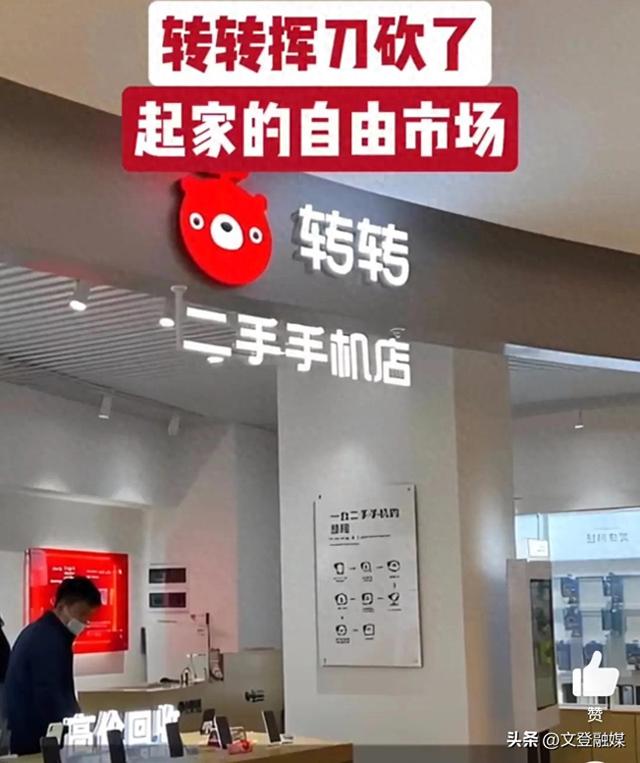 转转挥刀砍了
起家的自由市场
转转
二手手机店
高价回收
赞
头条 @文登融媒